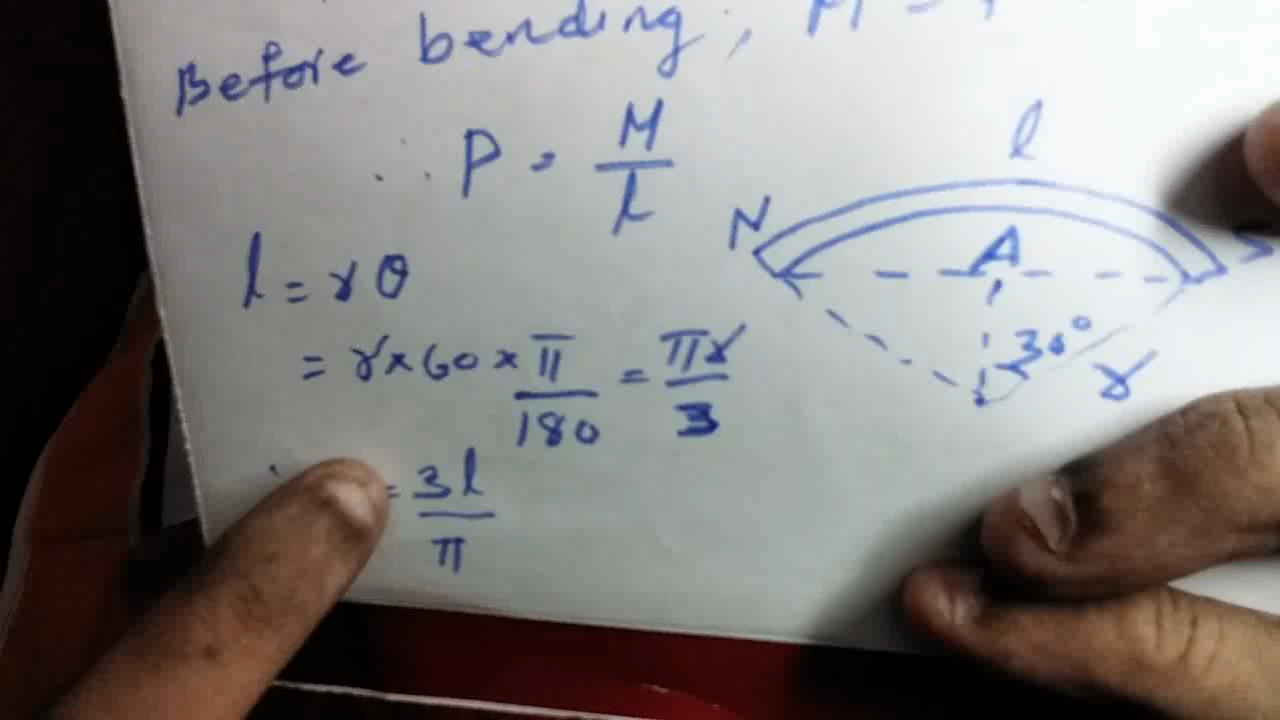 Before bending, M =
∴ P = M/l
l = rθ
= r × 60 × π/180 = πr/3
= 3l/π
l
N
A
30°
r